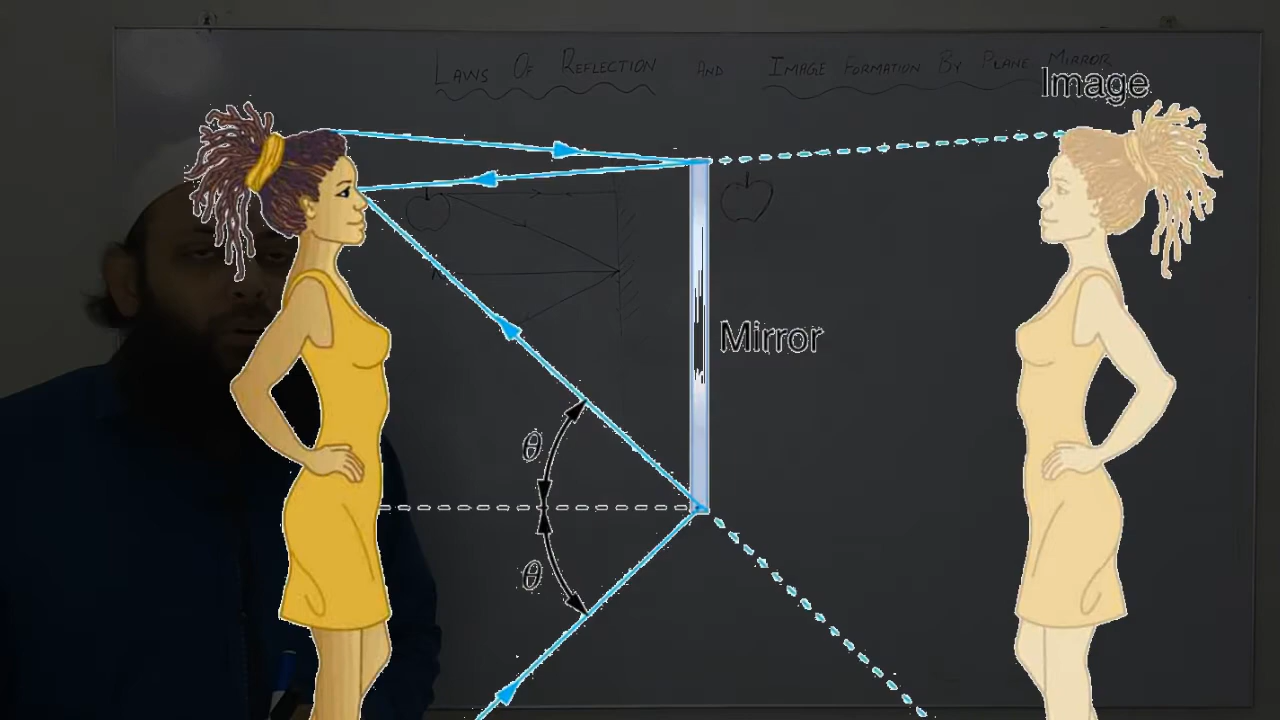 LAWS OF REFLECTION AND IMAGE FORMATION BY PLANE MIRROR
Image
Mirror
θ
θ